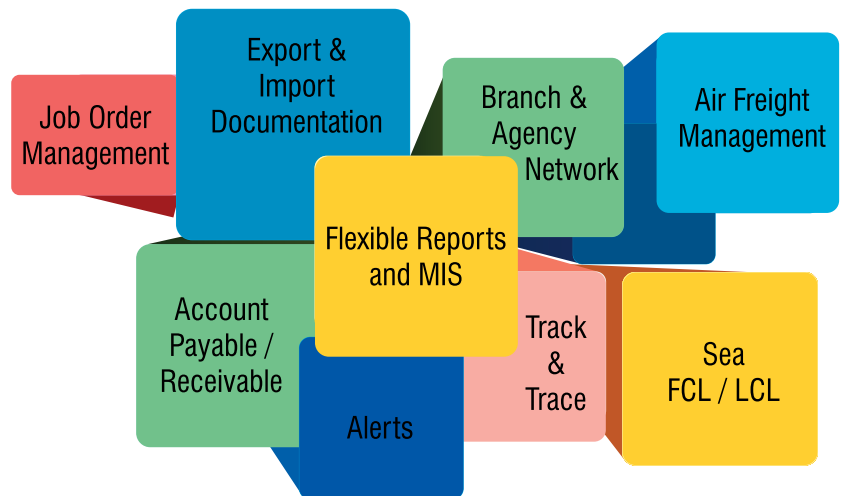 Job Order
Management
Export &
Import
Documentation
Branch &
Agency
Network
Air Freight
Management
Flexible Reports
and MIS
Account
Payable /
Receivable
Alerts
Track
&
Trace
Sea
FCL / LCL